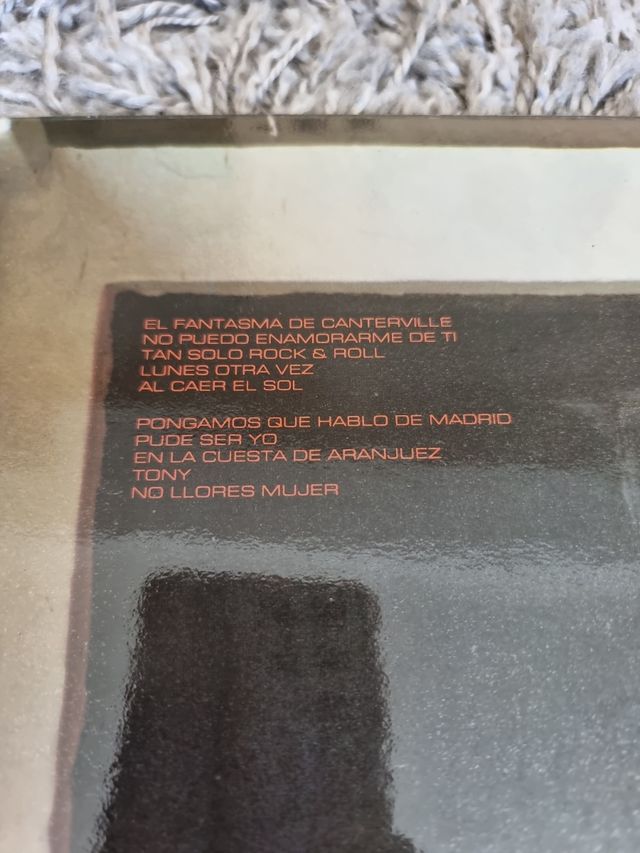 EL FANTASMA DE CANTERVILLE
NO PUEDO ENAMORARME DE TI
TAN SOLO ROCK & ROLL
LUNES OTRA VEZ
AL CAER EL SOL
PONGAMOS QUE HABLO DE MADRID
PUDE SER YO
EN LA CUESTA DE ARANJUEZ
TONY
NO LLORES MUJER